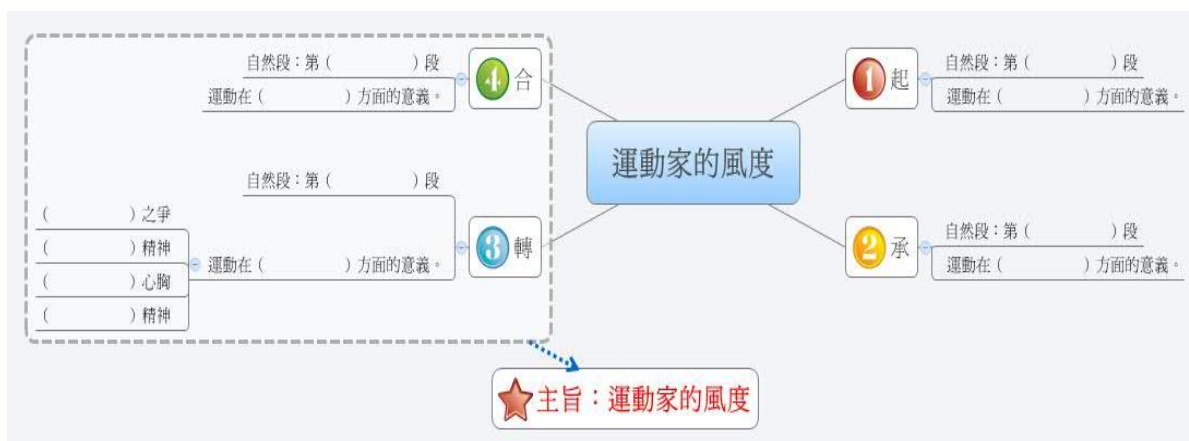 運動家的風度
1 起
自然段：第（　　　）段
運動在（　　　）方面的意義。
2 承
自然段：第（　　　）段
運動在（　　　）方面的意義。
3 轉
自然段：第（　　　）段
運動在（　　　）方面的意義。
（　　　）之爭
（　　　）精神
（　　　）心胸
（　　　）精神
4 合
自然段：第（　　　）段
運動在（　　　）方面的意義。
主旨：運動家的風度